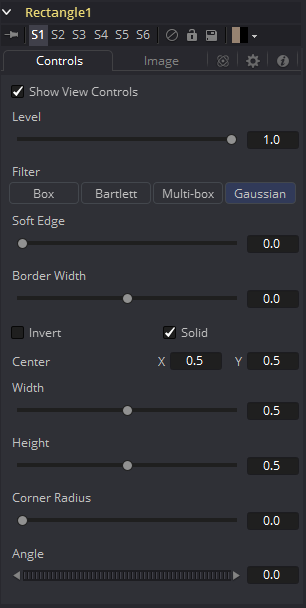 Rectangle1
S1 S2 S3 S4 S5 S6
Controls Image
Show View Controls
Level
1.0
Filter
Box Bartlett Multi-box Gaussian
Soft Edge
0.0
Border Width
0.0
Invert Solid
Center X 0.5 Y 0.5
Width
0.5
Height
0.5
Corner Radius
0.0
Angle
0.0